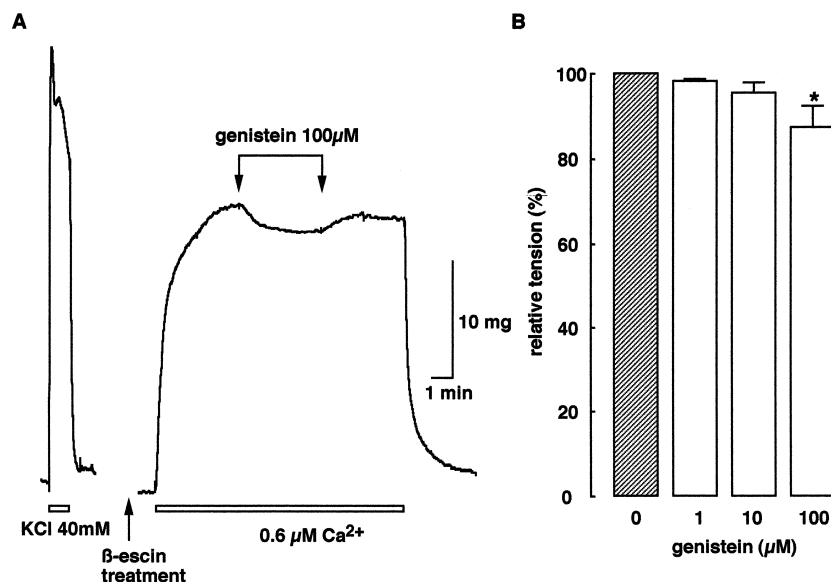 A
genistein 100µM
10 mg
1 min
KCl 40mM
0.6 µM Ca2+
ß-escin
treatment
B
relative tension (%)
100
80
60
40
20
0
*
0 1 10 100
genistein (µM)